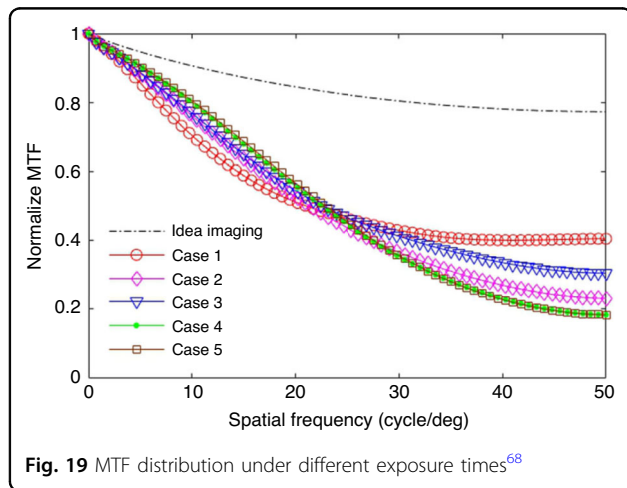 1
0.8
0.6
0.4
0.2
0
Normalize MTF
Idea imaging
Case 1
Case 2
Case 3
Case 4
Case 5
0 10 20 30 40 50
Spatial frequency (cycle/deg)
Fig. 19 MTF distribution under different exposure times68